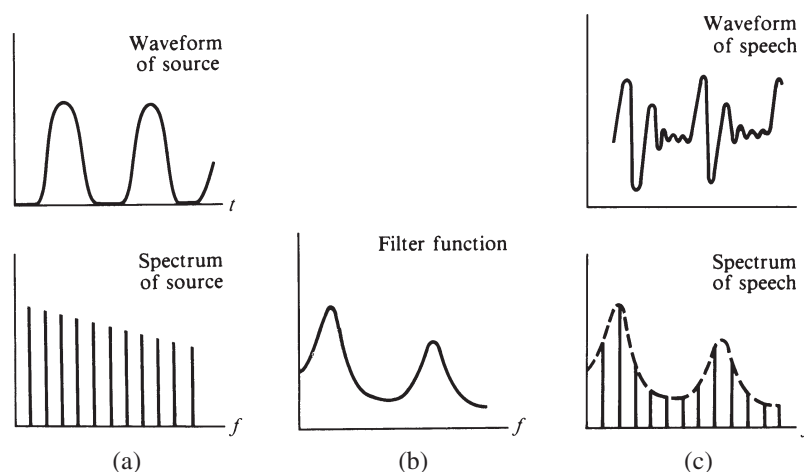 Waveform
of source
t
Waveform
of speech
Spectrum
of source
f
Filter function
f
Spectrum
of speech
(a)
(b)
(c)